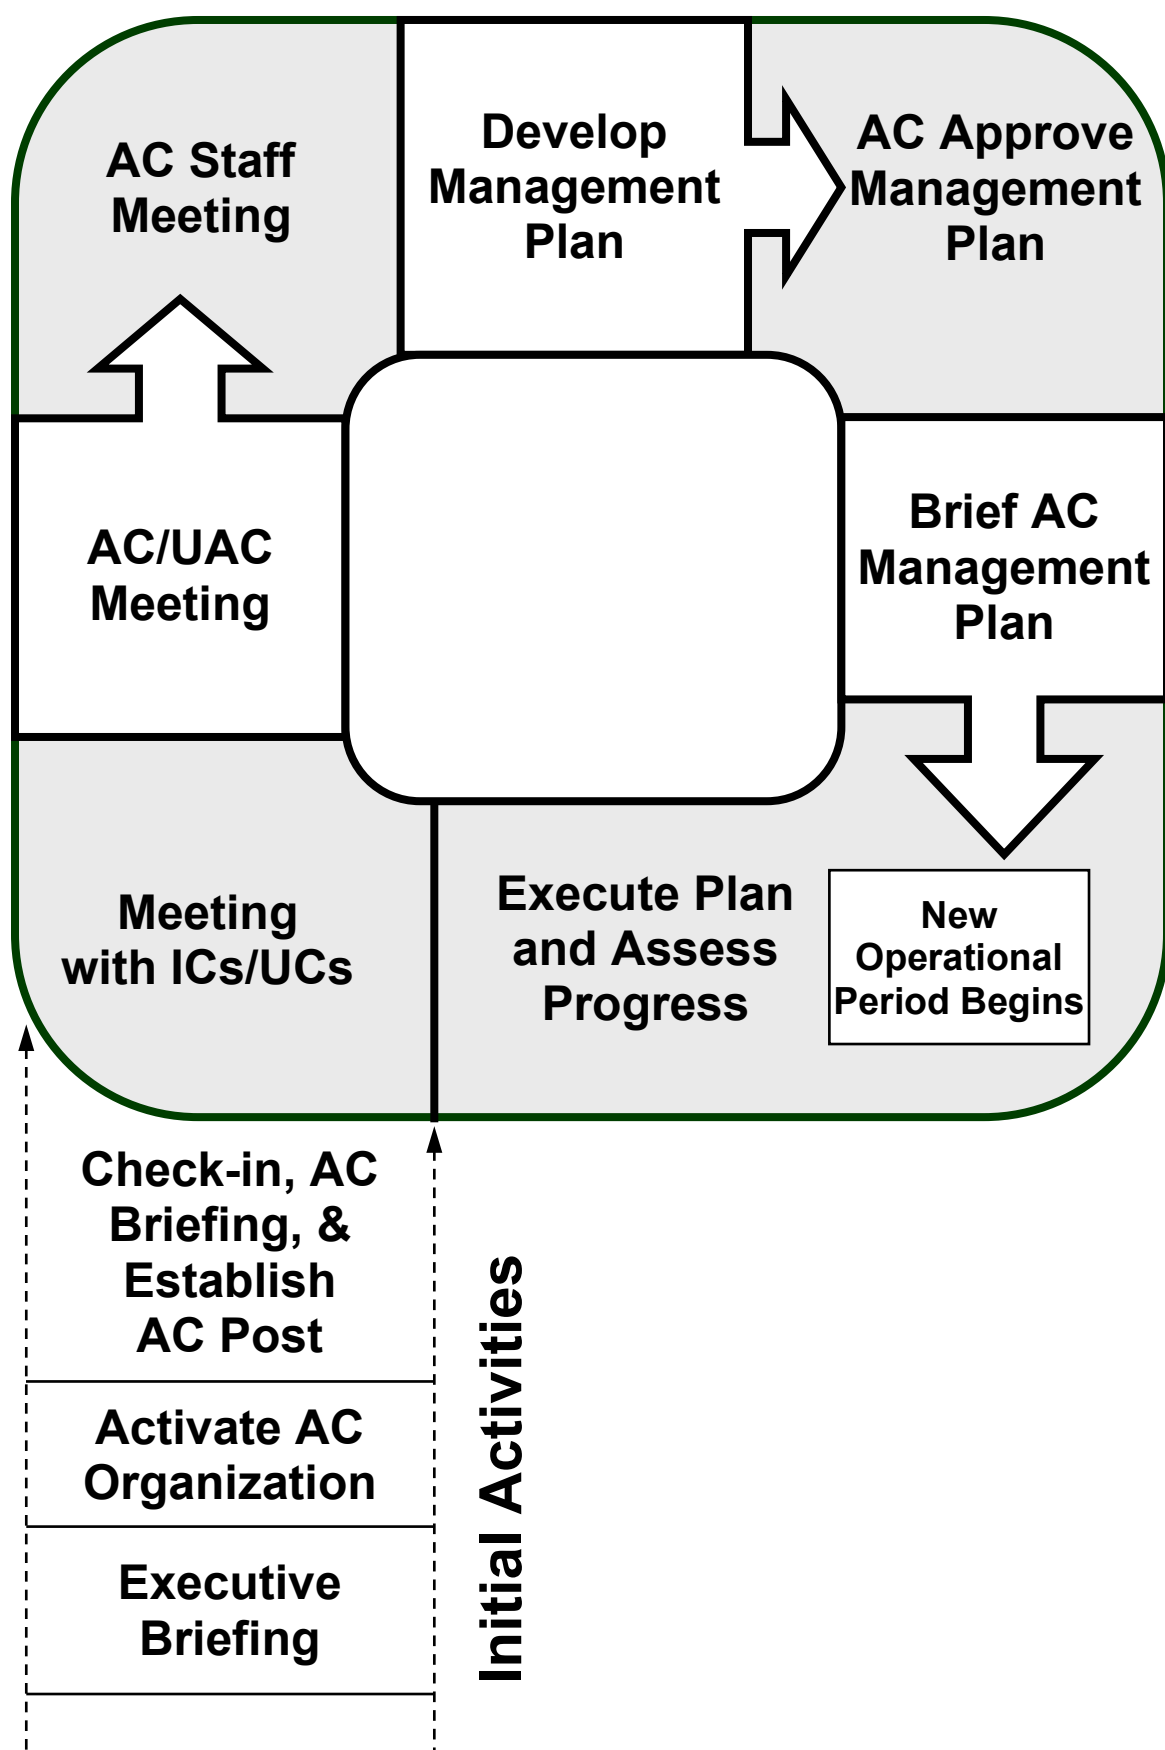 AC Staff
Meeting
Develop
Management
Plan
AC Approve
Management
Plan
AC/UAC
Meeting
Brief AC
Management
Plan
Meeting
with ICs/UCs
Execute Plan
and Assess
Progress
New
Operational
Period Begins
Check-in, AC
Briefing, &
Establish
AC Post
Activate AC
Organization
Executive
Briefing
Initial Activities